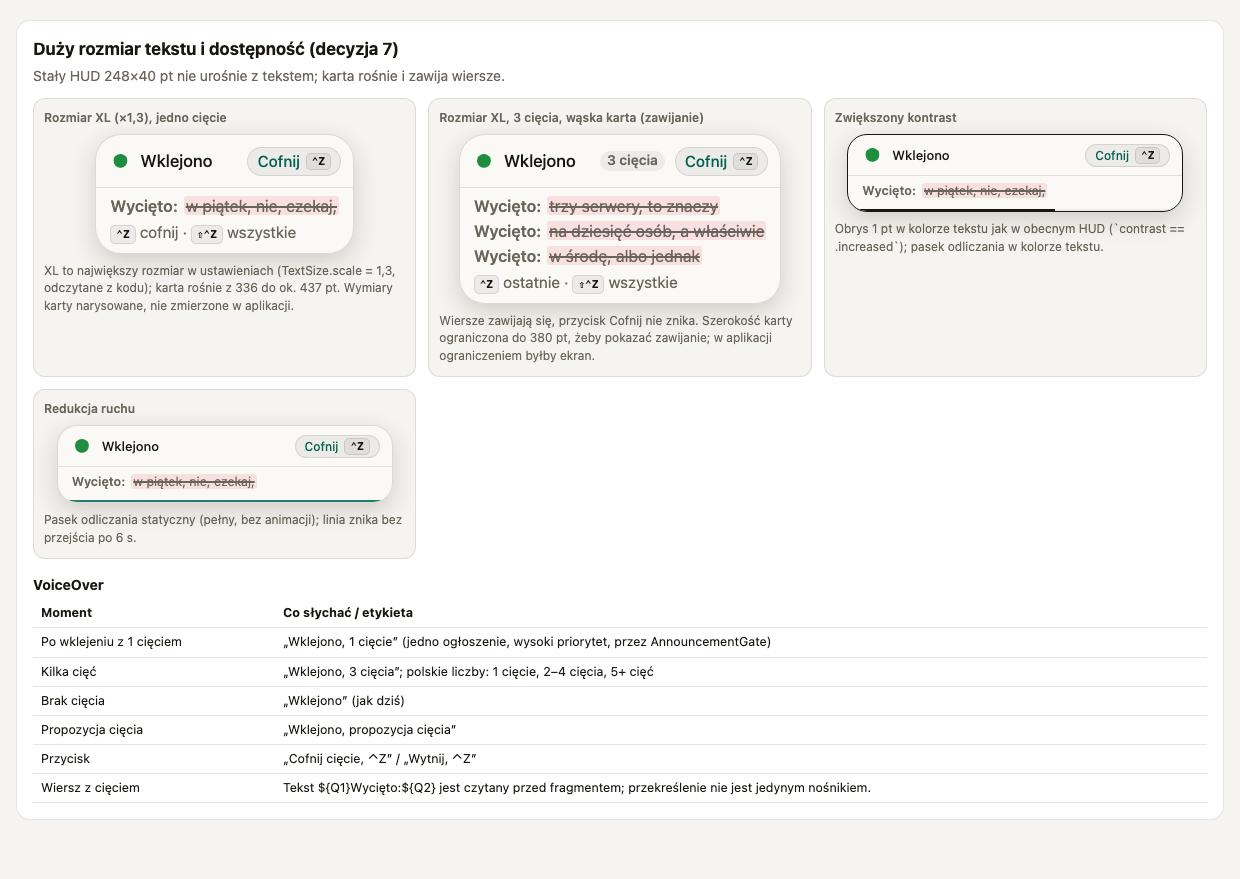 Duży rozmiar tekstu i dostępność (decyzja 7)
Stały HUD 248×40 pt nie urośnie z tekstem; karta rośnie i zawija wiersze.
Rozmiar XL (×1,3), jedno cięcie
Wklejono
Cofnij ⌃Z
Wycięto: w piątek, nie, czekaj,
⌃Z cofnij · ⇧⌃Z wszystkie
XL to największy rozmiar w ustawieniach (TextSize.scale = 1,3,
odczytane z kodu); karta rośnie z 336 do ok. 437 pt. Wymiary
karty narysowane, nie zmierzone w aplikacji.
Rozmiar XL, 3 cięcia, wąska karta (zawijanie)
Wklejono
3 cięcia
Cofnij ⌃Z
Wycięto: trzy serwery, to znaczy
na dziesięć osób, a właściwie
w środę, albo jednak
⌃Z ostatnie · ⇧⌃Z wszystkie
Wiersze zawijają się, przycisk Cofnij nie znika. Szerokość karty
ograniczona do 380 pt, żeby pokazać zawijanie; w aplikacji
ograniczeniem byłby ekran.
Zwiększony kontrast
Wklejono
Cofnij ⌃Z
Wycięto: w piątek, nie, czekaj,
Obrys 1 pt w kolorze tekstu jak w obecnym HUD (`contrast ==
.increased`); pasek odliczania w kolorze tekstu.
Redukcja ruchu
Wklejono
Cofnij ⌃Z
Wycięto: w piątek, nie, czekaj,
Pasek odliczania statyczny (pełny, bez animacji); linia znika bez
przejścia po 6 s.
VoiceOver
Moment
Co słychać / etykieta
Po wklejeniu z 1 cięciem
„Wklejono, 1 cięcie” (jedno ogłoszenie, wysoki priorytet, przez AnnouncementGate)
Kilka cięć
„Wklejono, 3 cięcia”; polskie liczby: 1 cięcie, 2–4 cięcia, 5+ cięć
Brak cięcia
„Wklejono” (jak dziś)
Propozycja cięcia
„Wklejono, propozycja cięcia”
Przycisk
„Cofnij cięcie, ⌃Z” / „Wytnij, ⌃Z”
Wiersz z cięciem
Tekst ${Q1}Wycięto:${Q2} jest czytany przed fragmentem; przekreślenie nie jest jedynym nośnikiem.